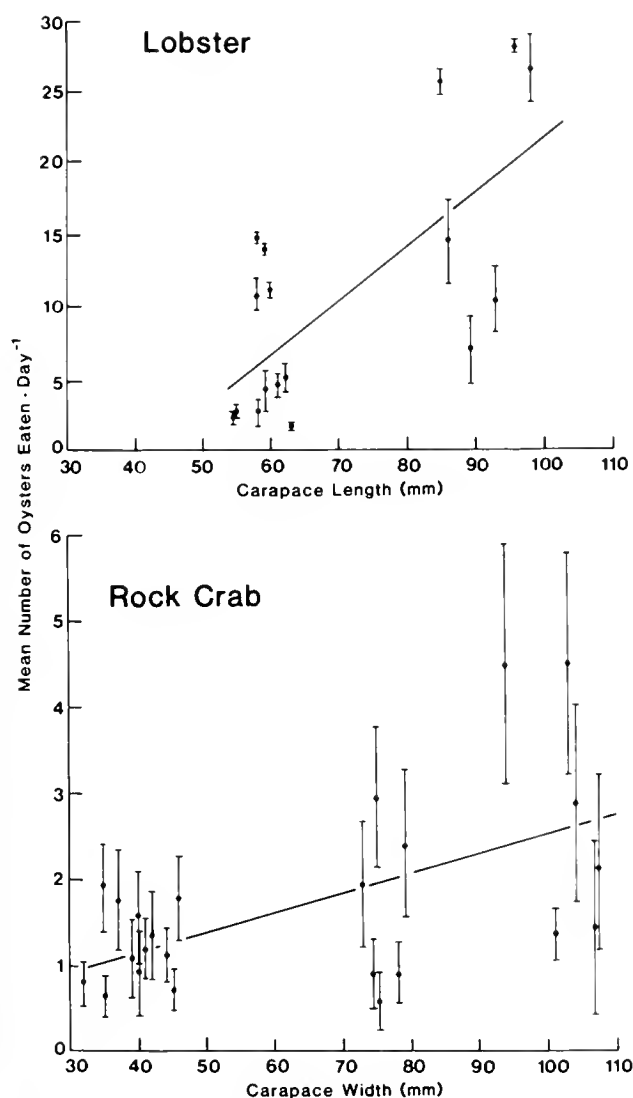 Mean Number of Oysters Eaten · Day⁻¹
Lobster
30
25
20
15
10
5
0
30 40 50 60 70 80 90 100 110
Carapace Length (mm)
Rock Crab
6
5
4
3
2
1
0
30 40 50 60 70 80 90 100 110
Carapace Width (mm)